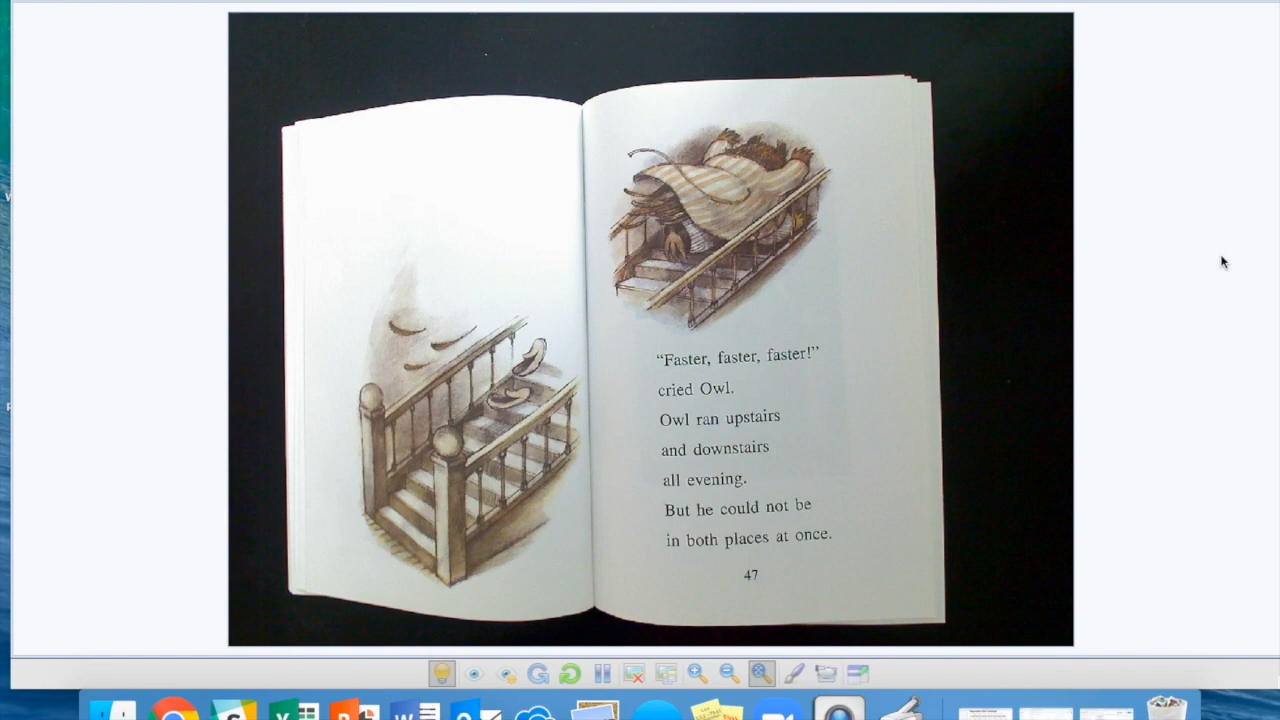 “Faster, faster, faster!”
cried Owl.
Owl ran upstairs
and downstairs
all evening.
But he could not be
in both places at once.
47